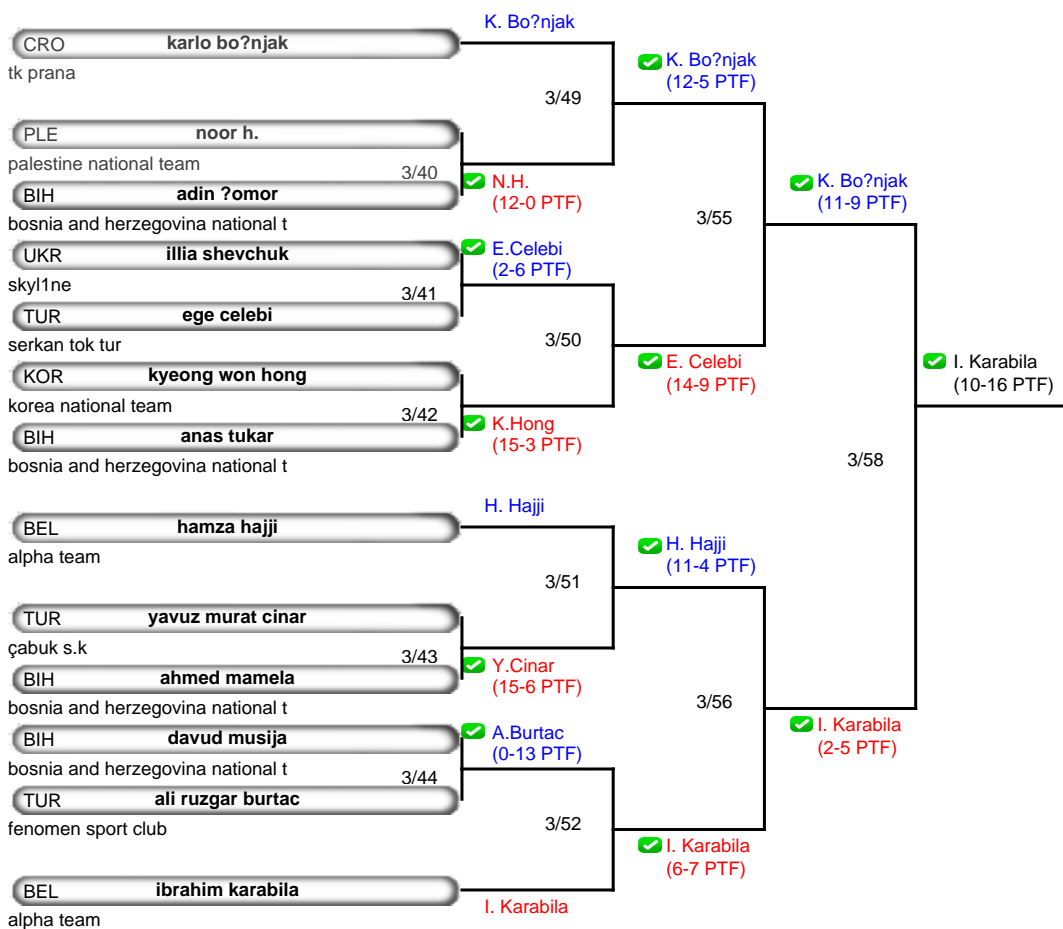 K. Bo?njak
CRO karlo bo?njak
tk prana
K. Bo?njak
(12-5 PTF)
3/49
PLE noor h.
palestine national team
3/40
BIH adin ?omor
N.H.
(12-0 PTF)
K. Bo?njak
(11-9 PTF)
bosnia and herzegovina national t
3/55
UKR illia shevchuk
E.Celebi
(2-6 PTF)
skyl1ne
3/41
TUR ege celebi
serkan tok tur
3/50
E. Celebi
(14-9 PTF)
I. Karabila
(10-16 PTF)
KOR kyeong won hong
korea national team
3/42
BIH anas tukar
K.Hong
(15-3 PTF)
bosnia and herzegovina national t
3/58
H. Hajji
BEL hamza hajji
alpha team
H. Hajji
(11-4 PTF)
3/51
TUR yavuz murat cinar
çabuk s.k
3/43
BIH ahmed mamela
Y.Cinar
(15-6 PTF)
bosnia and herzegovina national t
3/56
BIH davud musija
A.Burtac
(0-13 PTF)
I. Karabila
(2-5 PTF)
bosnia and herzegovina national t
3/44
TUR ali ruzgar burtac
fenomen sport club
3/52
I. Karabila
(6-7 PTF)
BEL ibrahim karabila
I. Karabila
alpha team